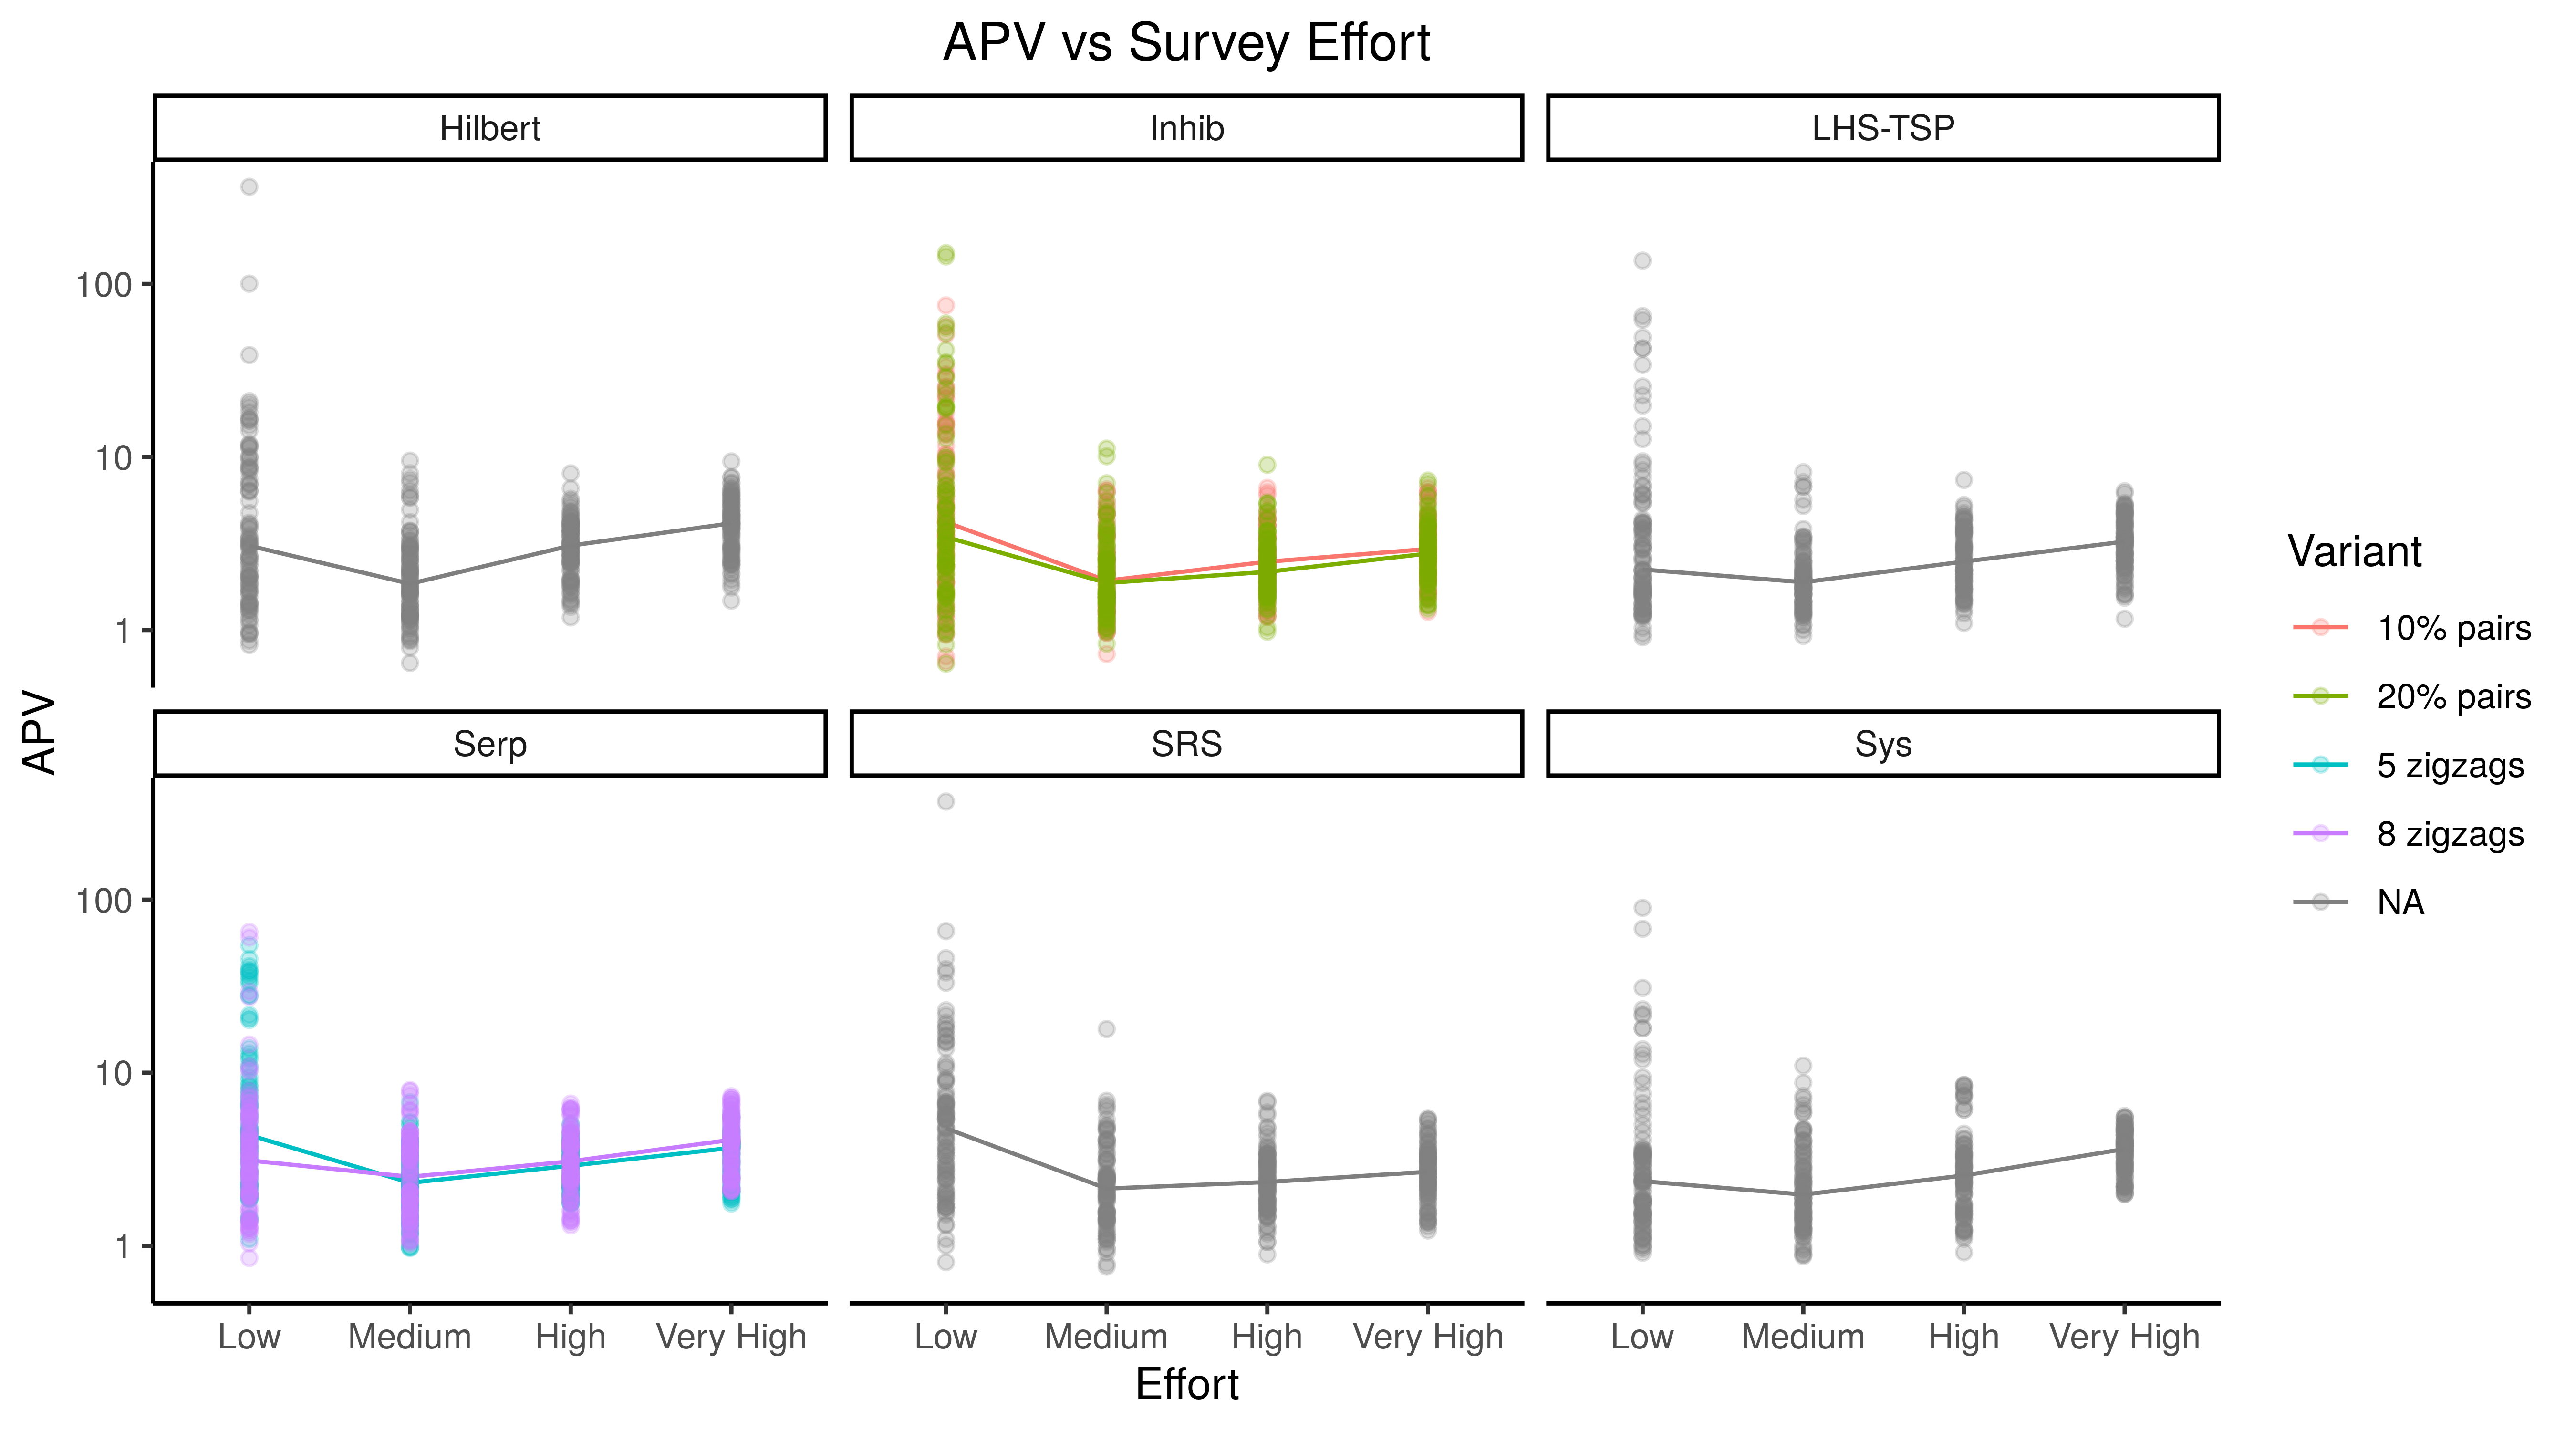 APV vs Survey Effort
Hilbert
Inhib
LHS-TSP
100
10
1
Serp
SRS
Sys
100
10
1
APV
Low Medium High Very High
Low Medium High Very High
Low Medium High Very High
Effort
Variant
10% pairs
20% pairs
5 zigzags
8 zigzags
NA